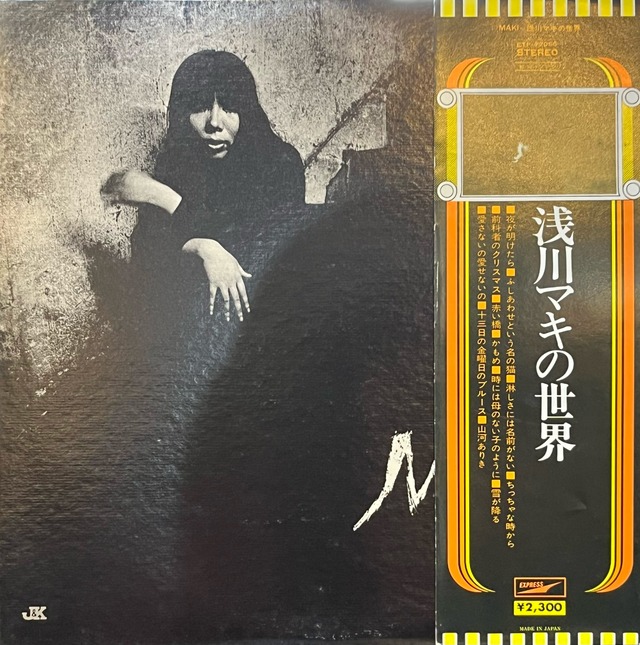 MAKI 浅川マキの世界
STEREO
浅川マキの世界
■夜が明けたら■ふしあわせという名の猫■淋しさには名前がない■ちっちゃな時から
■前科者のクリスマス■赤い橋■かもめ■時には母のない子のように■雪が降る
■愛さないの愛せないの■十三日の金曜日のブルース■山河ありき
EXPRESS
¥2,300
MADE IN JAPAN
J&K